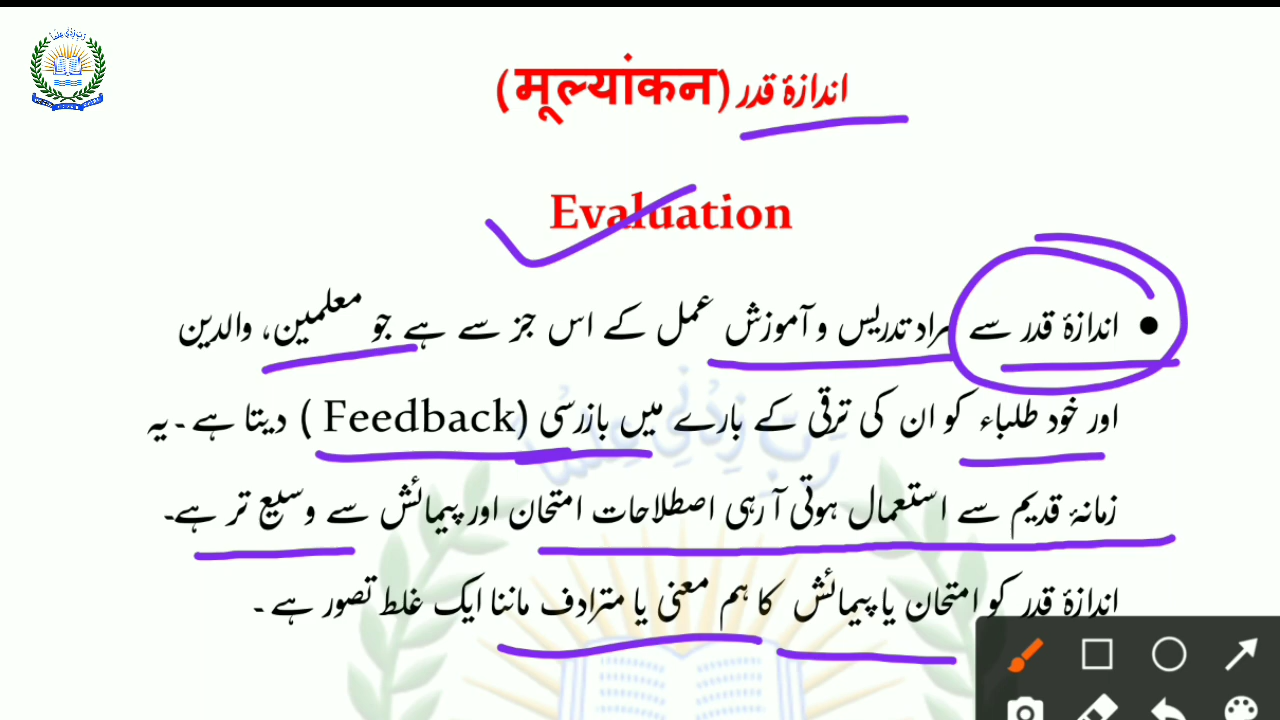 اندازۂ قدر (मूल्यांकन)
Evaluation
● اندازۂ قدر سے مراد تدریس و آموزش عمل کے اس جز سے ہے جو معلمین، والدین
اور خود طلباء کو ان کی ترقی کے بارے میں بازرسی (Feedback) دیتا ہے۔ یہ
زمانۂ قدیم سے استعمال ہوتی آ رہی اصطلاحات امتحان اور پیمائش سے وسیع تر ہے۔
اندازۂ قدر کو امتحان یا پیمائش کا ہم معنی یا مترادف ماننا ایک غلط تصور ہے۔
رَبِّ زِدْنِي عِلْمًا